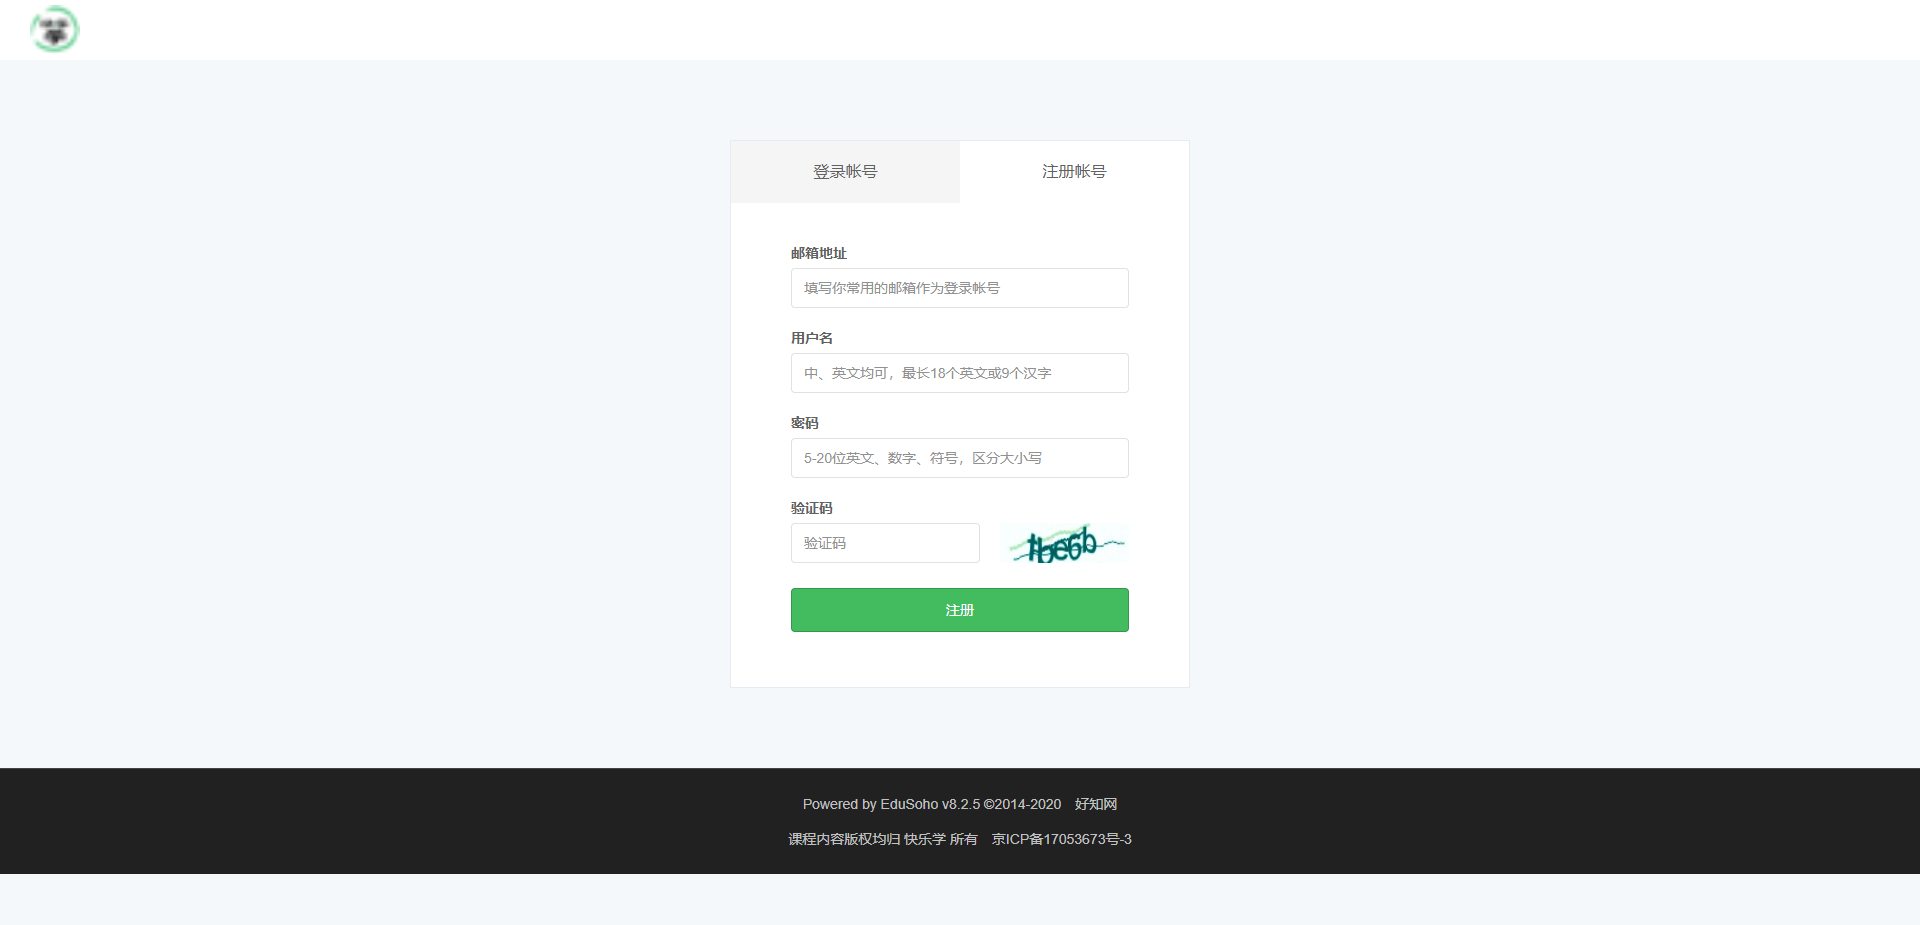 登录帐号
注册帐号
邮箱地址
填写你常用的邮箱作为登录帐号
用户名
中、英文均可，最长18个英文或9个汉字
密码
5-20位英文、数字、符号，区分大小写
验证码
验证码
注册
Powered by EduSoho v8.2.5 ©2014-2020 好知网
课程内容版权均归 快乐学 所有 京ICP备17053673号-3